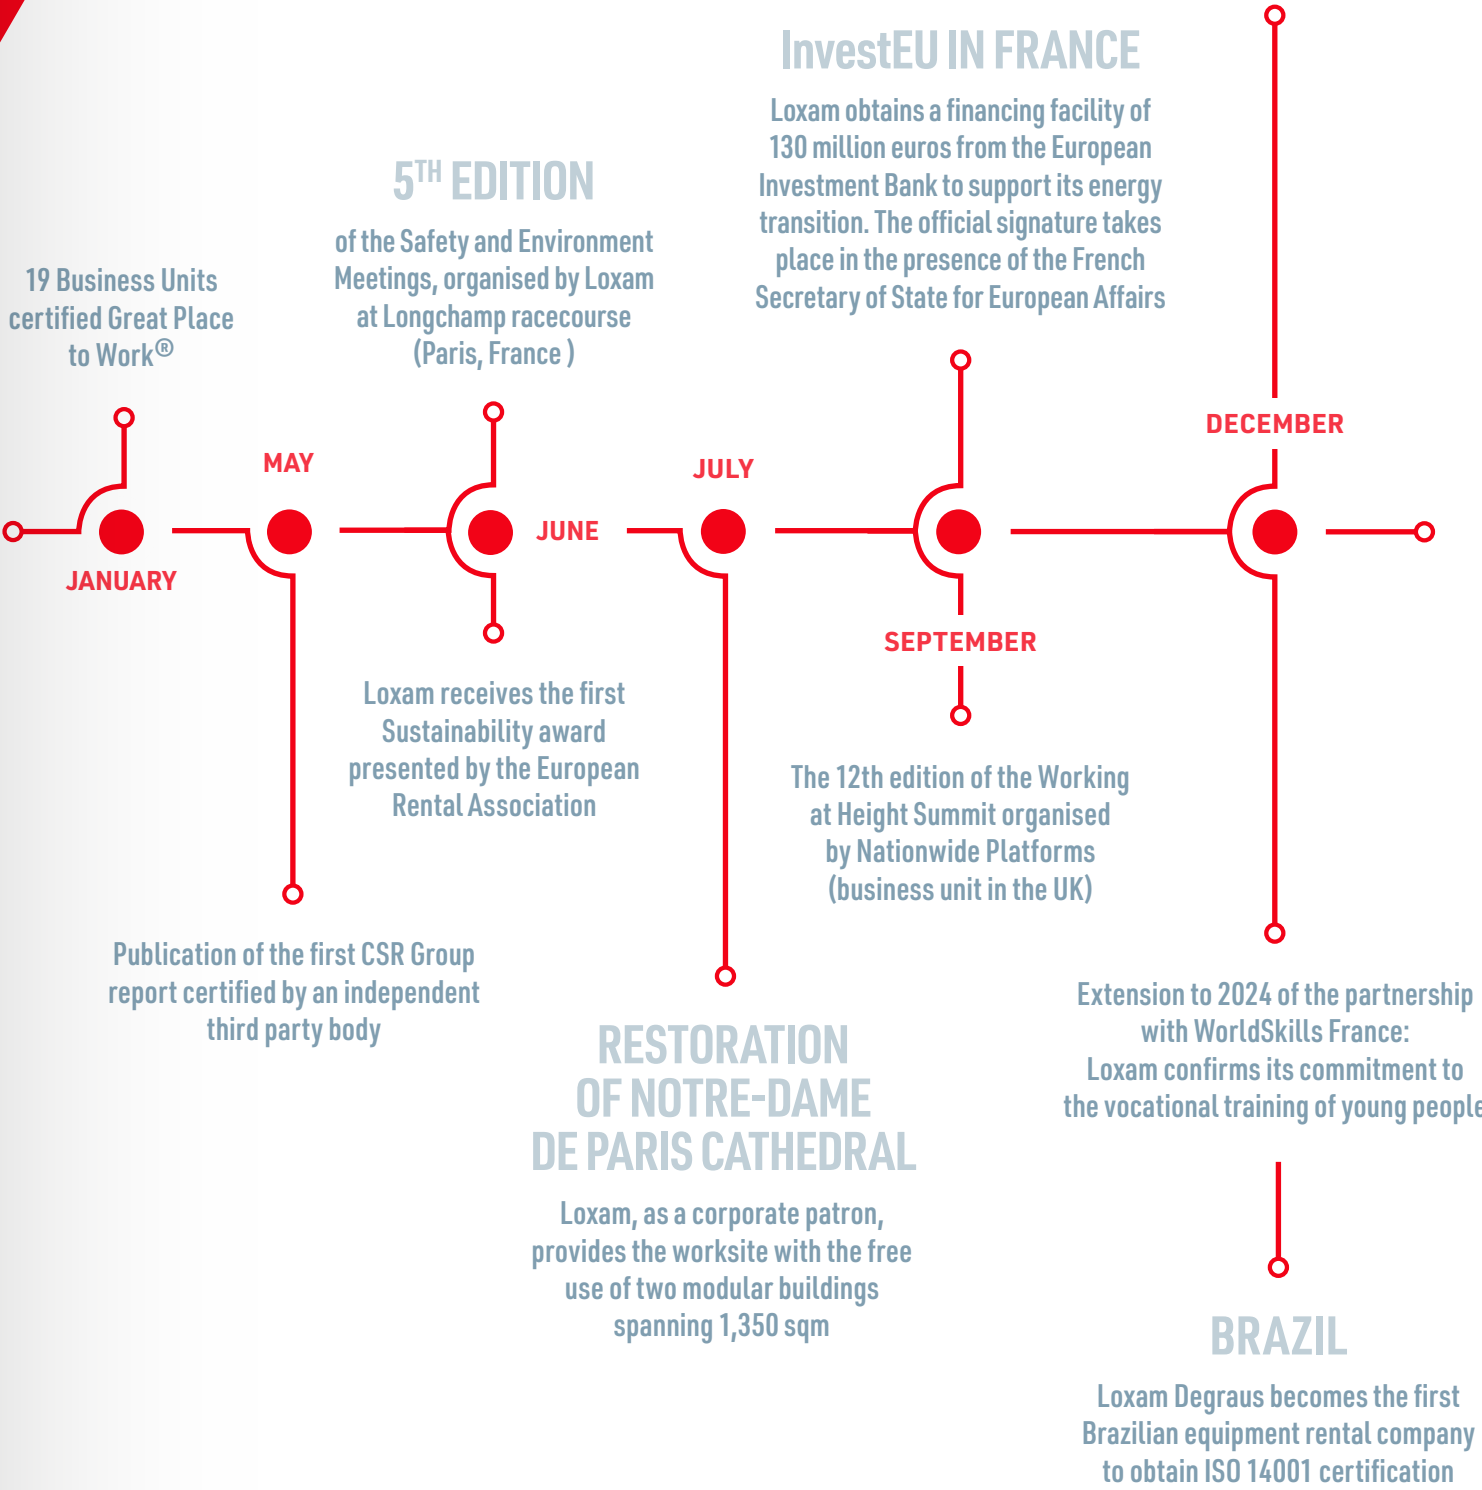 19 Business Units
certified Great Place
to Work®
JANUARY
MAY
Publication of the first CSR Group
report certified by an independent
third party body
5TH EDITION
of the Safety and Environment
Meetings, organised by Loxam
at Longchamp racecourse
(Paris, France )
JUNE
Loxam receives the first
Sustainability award
presented by the European
Rental Association
JULY
RESTORATION
OF NOTRE-DAME
DE PARIS CATHEDRAL
Loxam, as a corporate patron,
provides the worksite with the free
use of two modular buildings
spanning 1,350 sqm
InvestEU IN FRANCE
Loxam obtains a financing facility of
130 million euros from the European
Investment Bank to support its energy
transition. The official signature takes
place in the presence of the French
Secretary of State for European Affairs
SEPTEMBER
The 12th edition of the Working
at Height Summit organised
by Nationwide Platforms
(business unit in the UK)
DECEMBER
Extension to 2024 of the partnership
with WorldSkills France:
Loxam confirms its commitment to
the vocational training of young people
BRAZIL
Loxam Degraus becomes the first
Brazilian equipment rental company
to obtain ISO 14001 certification